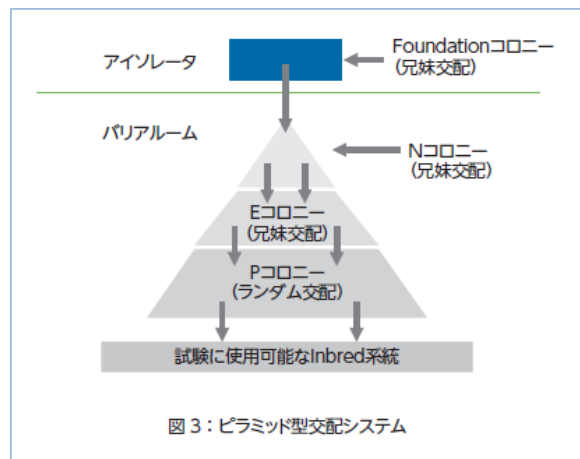 アイソレータ
Foundationコロニー
(兄妹交配)
バリアルーム
Nコロニー
(兄妹交配)
Eコロニー
(兄妹交配)
Pコロニー
(ランダム交配)
試験に使用可能なInbred系統
図3：ピラミッド型交配システム